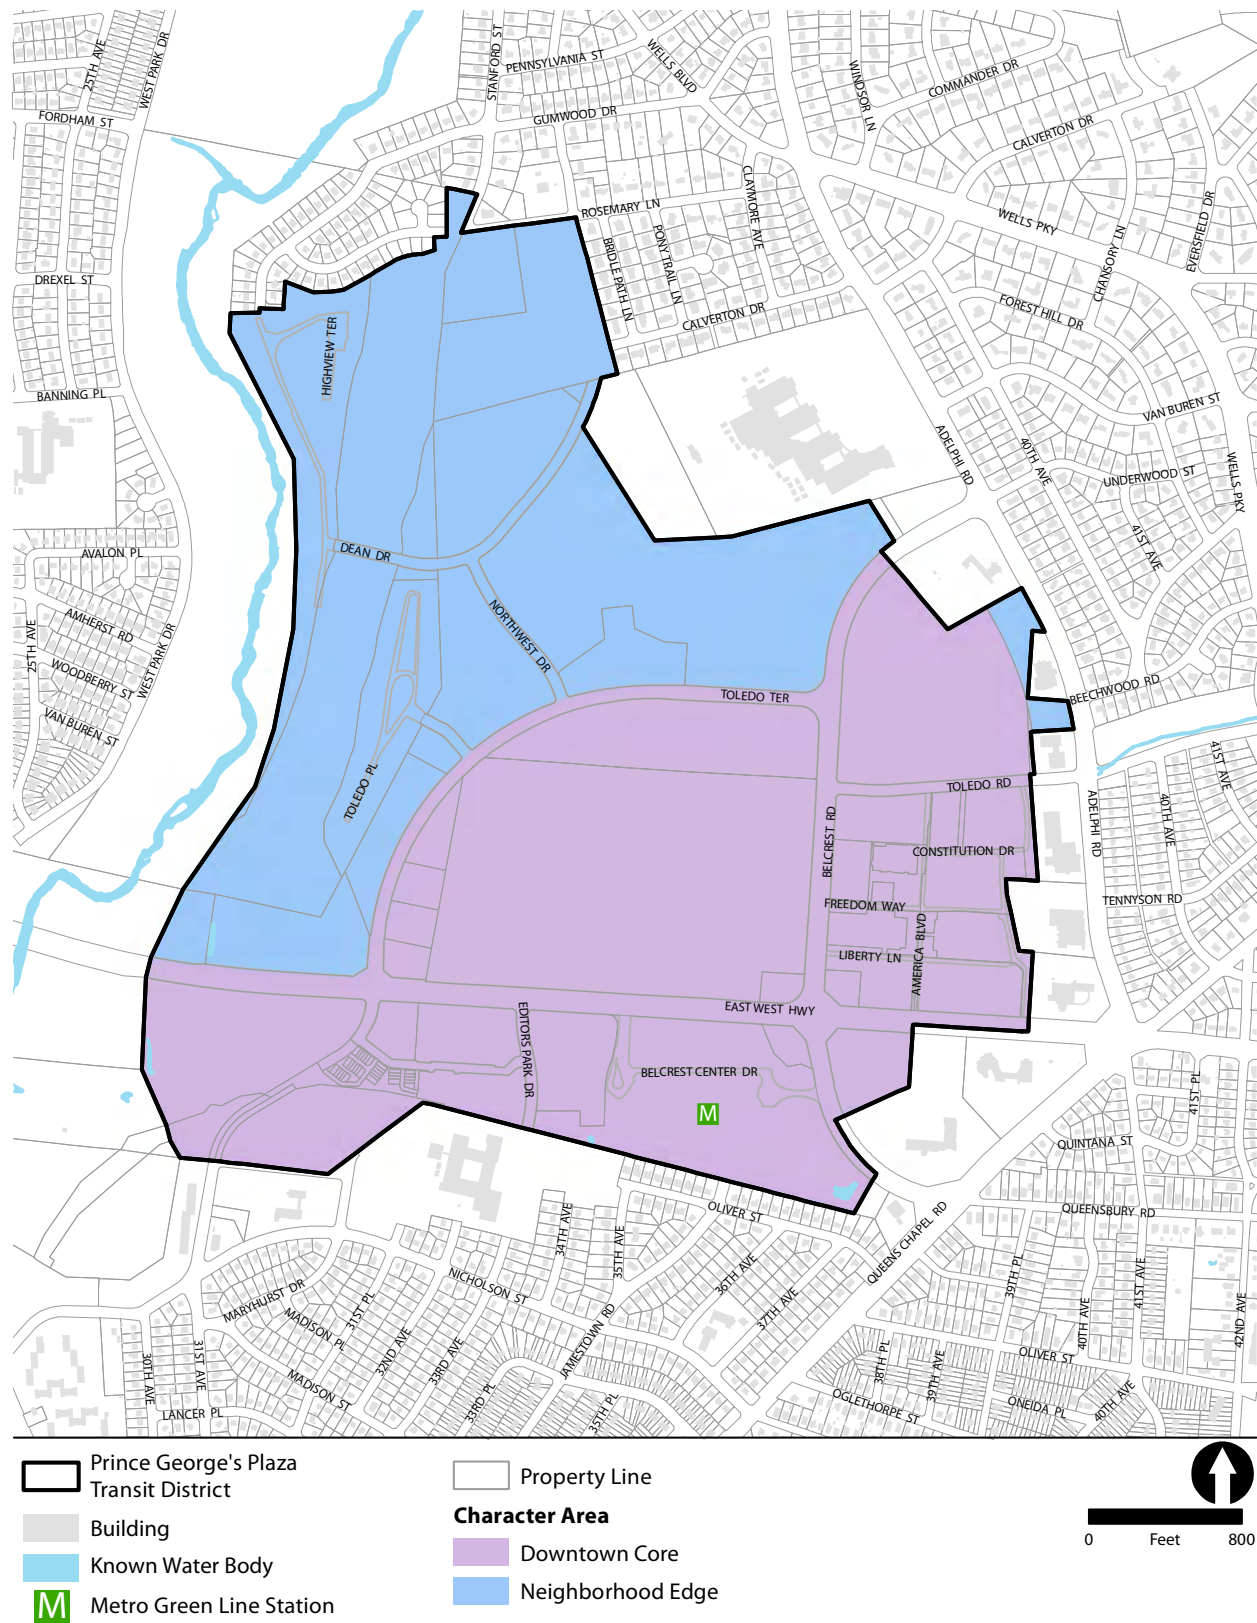 25TH AVE
WEST PARK DR
FORDHAM ST
STANFORD ST
PENNSYLVANIA ST
WELLS BLVD
GUMWOOD DR
WINDSOR LN
COMMANDER DR
CALVERTON DR
CLAYMORE AVE
ROSEMARY LN
WELLS PKY
EVERSFIELD DR
CHANSORY LN
BRIDLE PATH LN
PONY TRAIL LN
DREXEL ST
CALVERTON DR
FOREST HILL DR
HIGHVIEW TER
BANNING PL
VAN BUREN ST
ADELPHI RD
40TH AVE
UNDERWOOD ST
WELLS PKY
41ST AVE
AVALON PL
DEAN DR
AMHERST RD
NORTHWEST DR
25TH AVE
WOODBERRY ST
WEST PARK DR
VAN BUREN ST
BEECHWOOD RD
TOLEDO TER
41ST AVE
TOLEDO PL
TOLEDO RD
ADELPHI RD
40TH AVE
BELCREST RD
CONSTITUTION DR
TENNYSON RD
FREEDOM WAY
AMERICA BLVD
LIBERTY LN
EAST WEST HWY
EDITORS PARK DR
BELCREST CENTER DR
M
41ST PL
QUINTANA ST
QUEENSBURY RD
OLIVER ST
34TH AVE
35TH AVE
QUEENS CHAPEL RD
36TH AVE
39TH PL
41ST AVE
NICHOLSON ST
MARYHURST DR
31ST PL
MADISON PL
37TH AVE
40TH AVE
42ND AVE
32ND AVE
33RD AVE
JAMESTOWN RD
30TH AVE
31ST AVE
38TH PL
39TH AVE
OLIVER ST
MADISON ST
33RD PL
35TH PL
OGLETHORPE ST
ONEIDA PL
40TH AVE
LANCER PL
Prince George's Plaza
Transit District
Building
Known Water Body
M Metro Green Line Station
Property Line
Character Area
Downtown Core
Neighborhood Edge
0 Feet 800